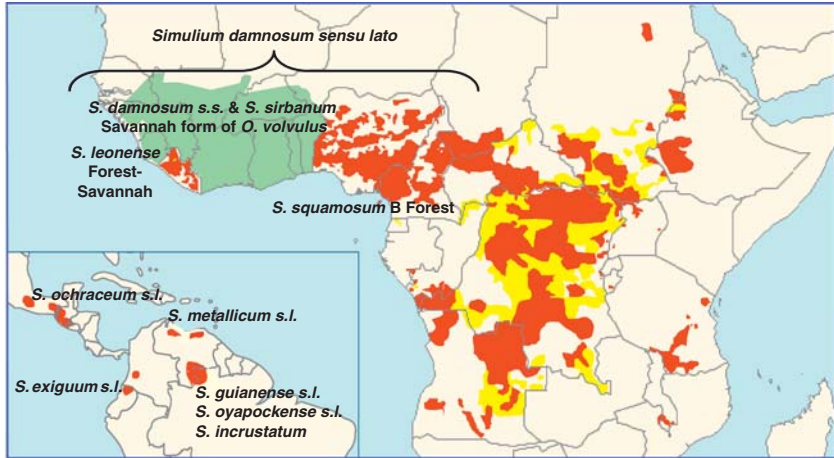 Simulium damnosum sensu lato
S. damnosum s.s. & S. sirbanum
Savannah form of O. volvulus
S. leonense
Forest-
Savannah
S. squamosum B Forest
S. ochraceum s.l.
S. metallicum s.l.
S. exiguum s.l.
S. guianense s.l.
S. oyapockense s.l.
S. incrustatum